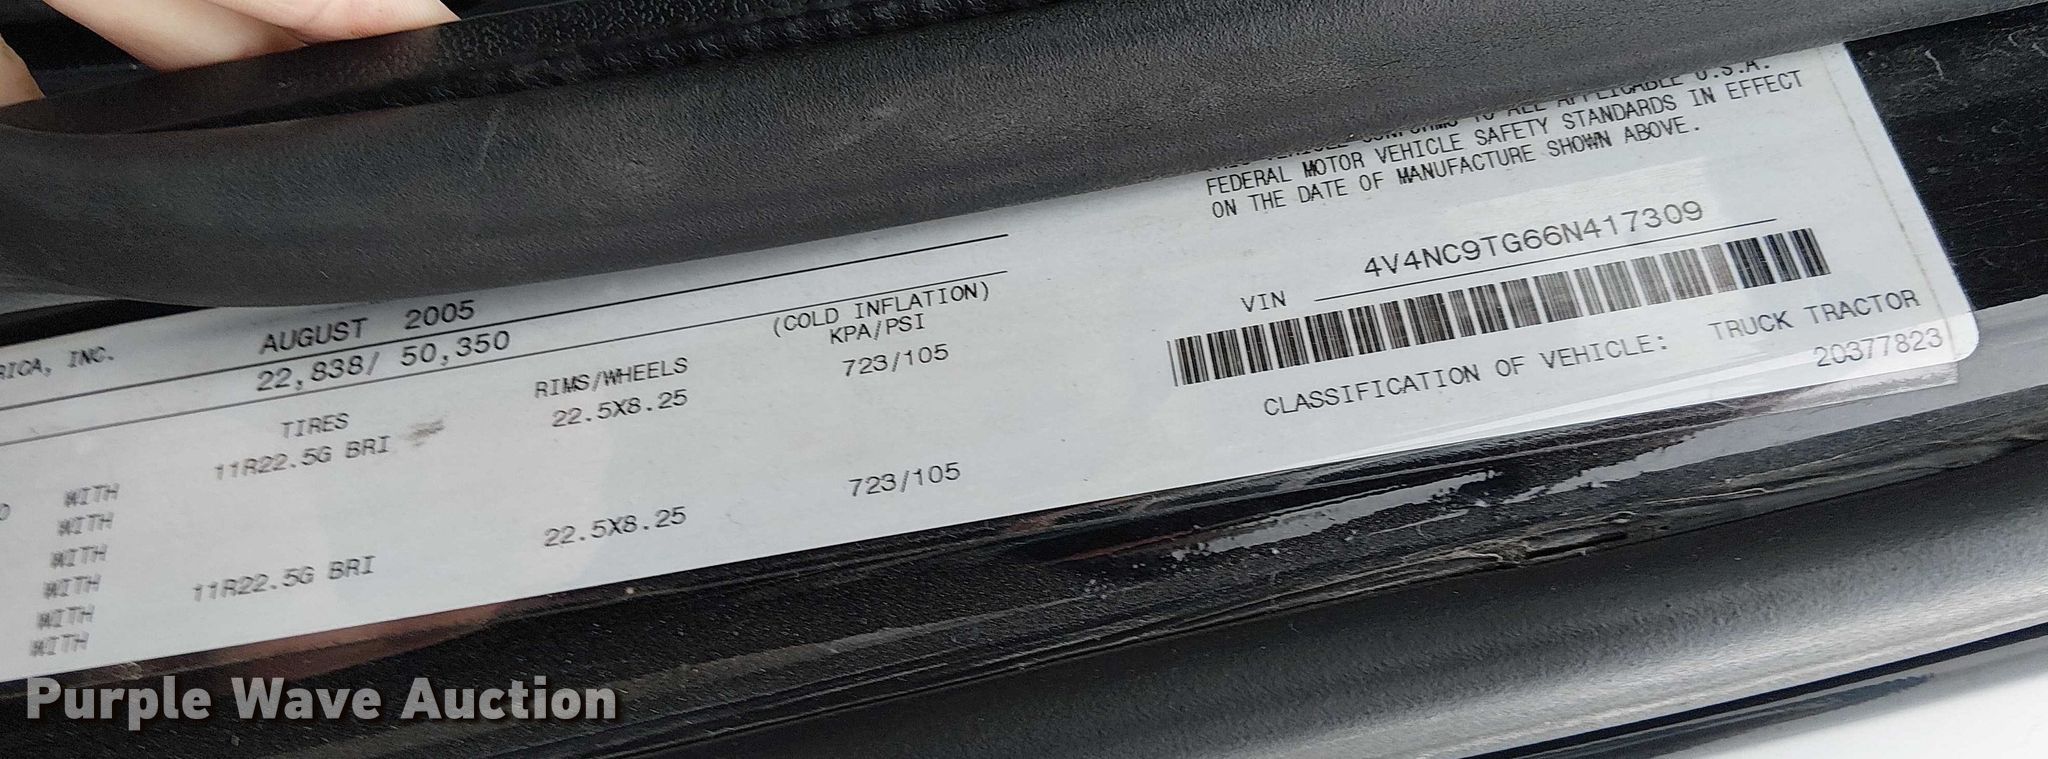 RICA, INC.
AUGUST 2005
22,838/ 50,350
TIRES
RIMS/WHEELS
(COLD INFLATION)
KPA/PSI
WITH
11R22.5G BRI
22.5X8.25
723/105
WITH
WITH
WITH
11R22.5G BRI
22.5X8.25
723/105
WITH
WITH
TO ALL APPLICABLE U.S.A.
FEDERAL MOTOR VEHICLE SAFETY STANDARDS IN EFFECT
ON THE DATE OF MANUFACTURE SHOWN ABOVE.
VIN 4V4NC9TG66N417309
CLASSIFICATION OF VEHICLE: TRUCK TRACTOR
20377823
Purple Wave Auction